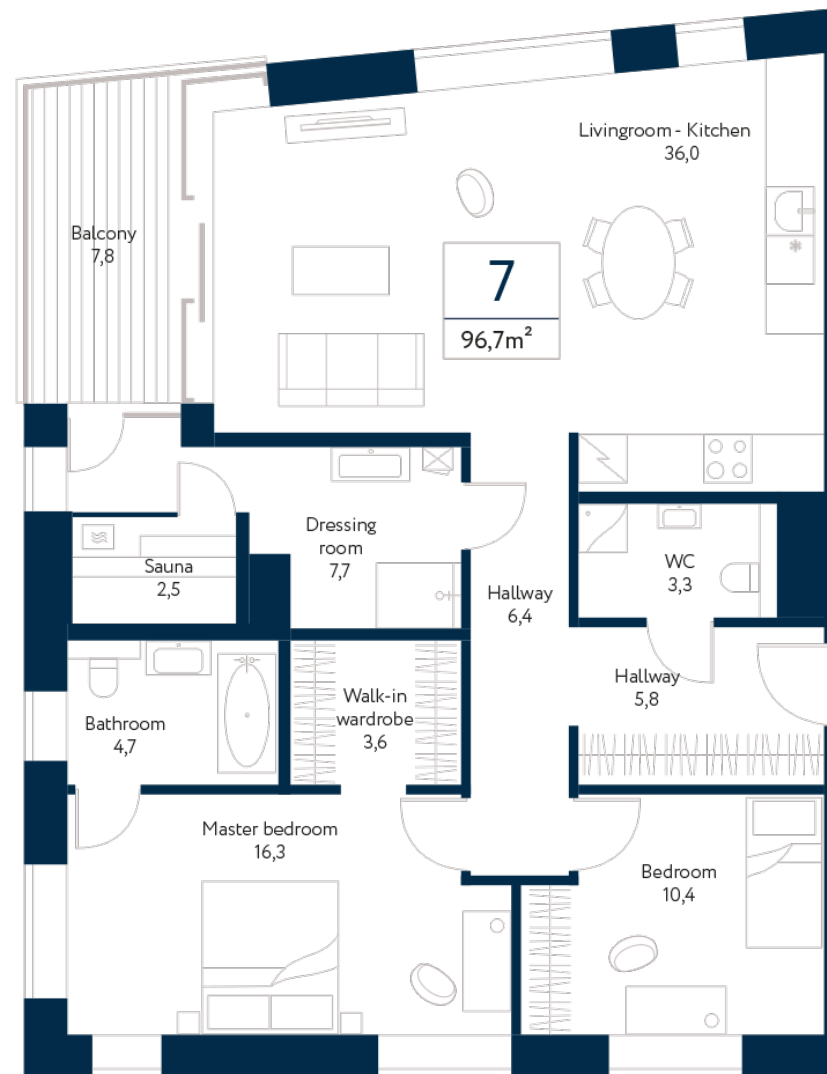 Livingroom - Kitchen
36,0
Balcony
7,8
7
96,7m²
Dressing
room
7,7
Sauna
2,5
WC
3,3
Hallway
6,4
Hallway
5,8
Walk-in
wardrobe
3,6
Bathroom
4,7
Master bedroom
16,3
Bedroom
10,4